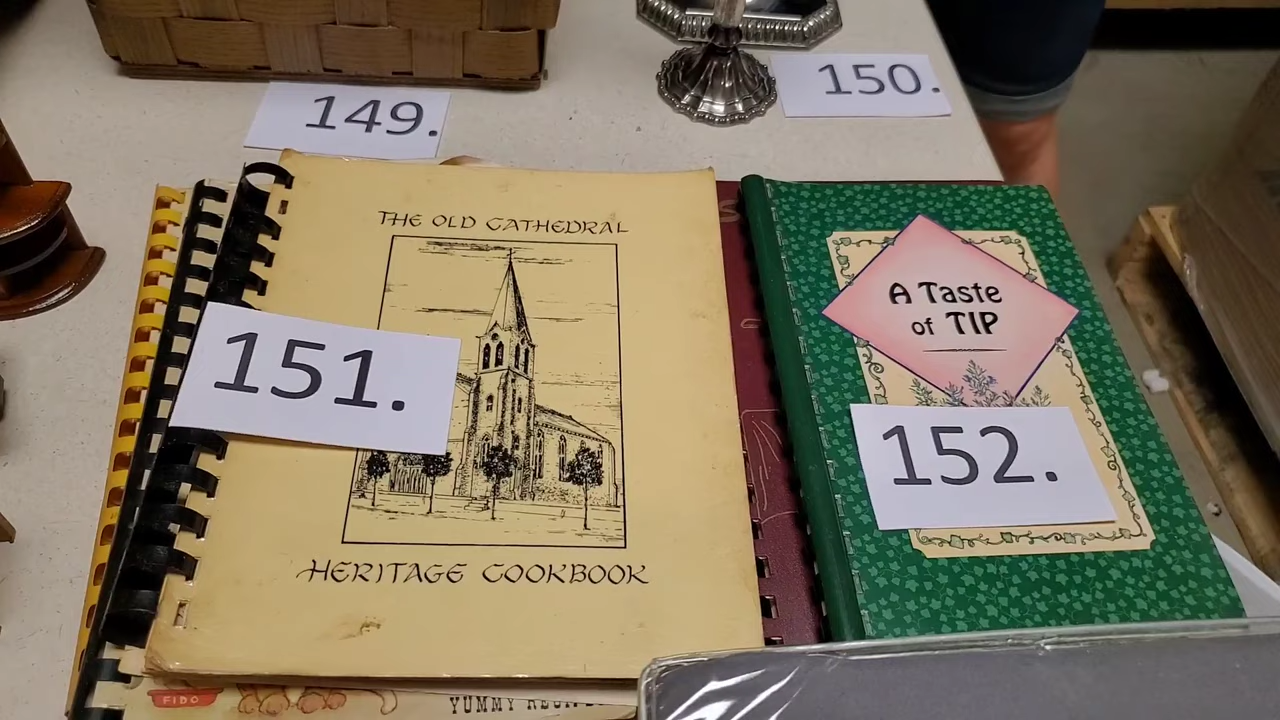 149.
150.
THE OLD CATHEDRAL
151.
HERITAGE COOKBOOK
A Taste
of TIP
152.
FIDO
YUMMY